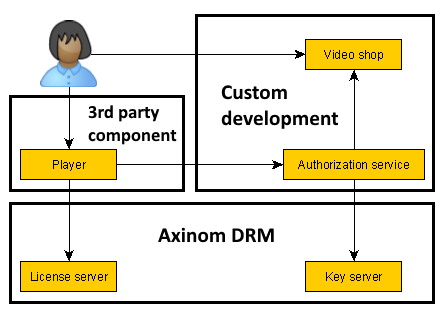 Video shop
Custom
development
3rd party
component
Player
Authorization service
Axinom DRM
License server
Key server